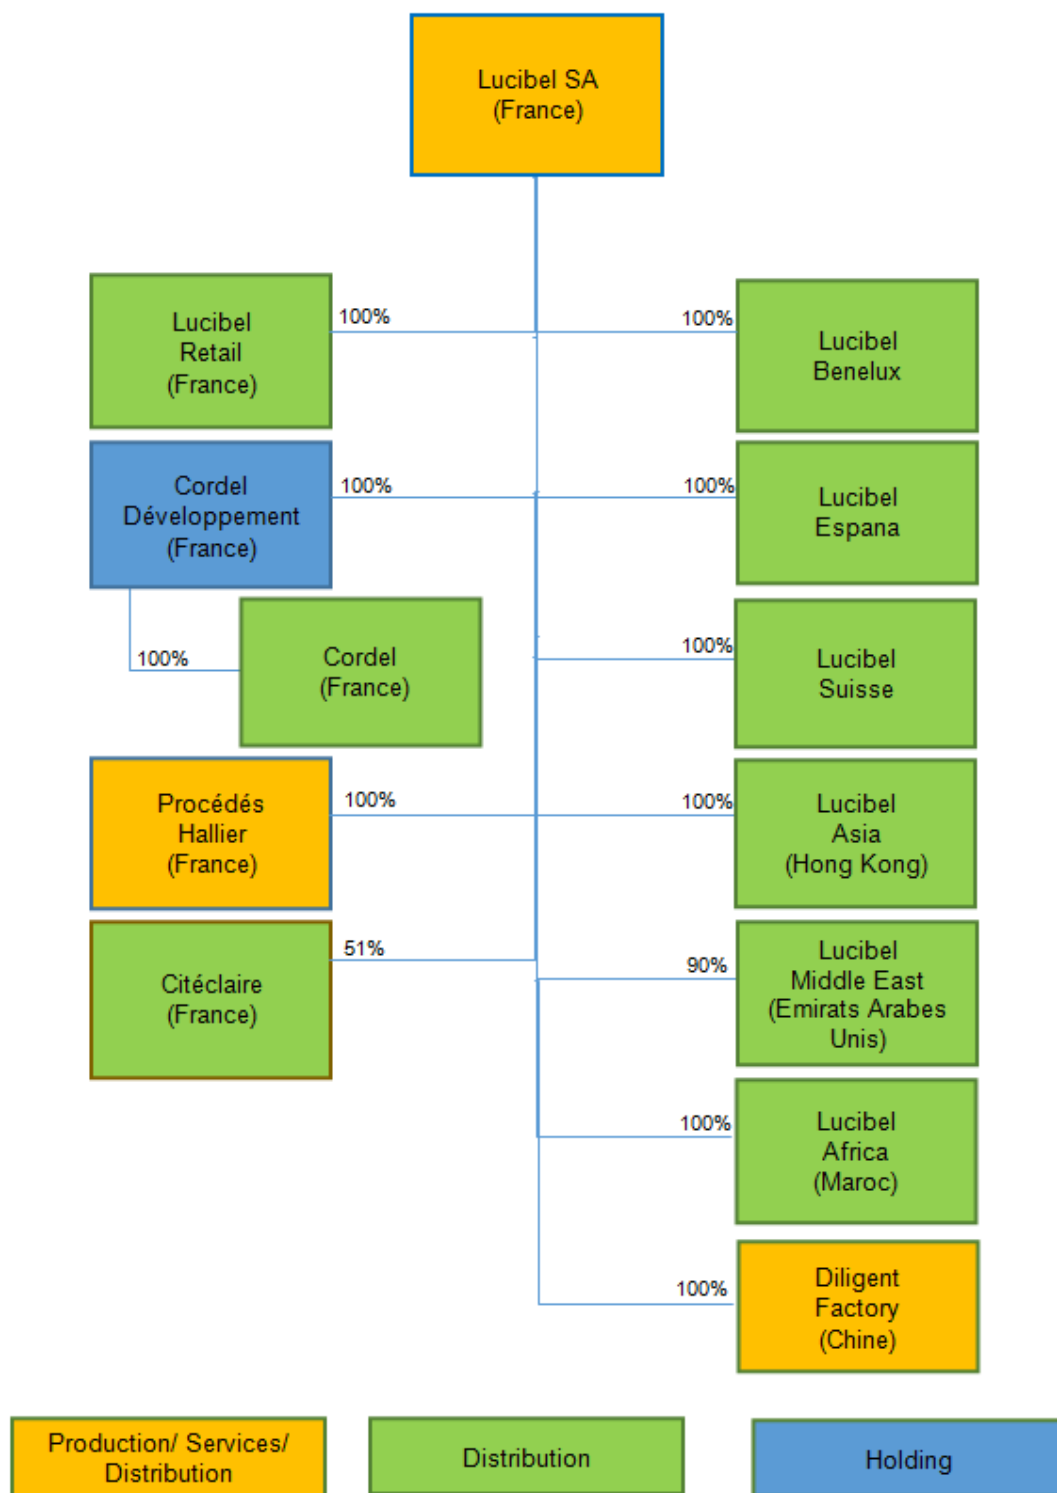 Lucibel SA
(France)
100%
Lucibel
Retail
(France)
100%
Lucibel
Benelux
100%
Cordel
Développement
(France)
100%
Lucibel
Espana
100%
Cordel
(France)
100%
Lucibel
Suisse
100%
Procédés
Hallier
(France)
100%
Lucibel
Asia
(Hong Kong)
51%
Citéclaire
(France)
90%
Lucibel
Middle East
(Emirats Arabes
Unis)
100%
Lucibel
Africa
(Maroc)
100%
Diligent
Factory
(Chine)
Production/ Services/
Distribution
Distribution
Holding